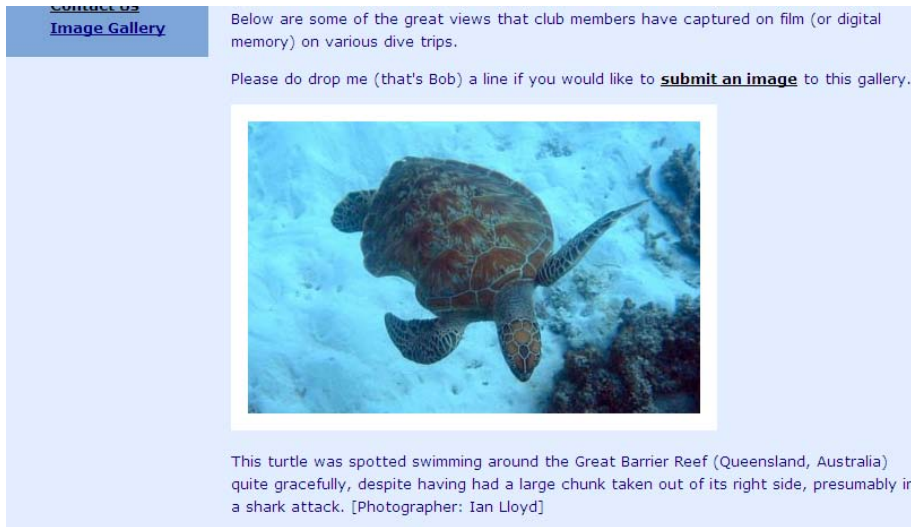 Contact Us
Image Gallery
Below are some of the great views that club members have captured on film (or digital
memory) on various dive trips.
Please do drop me (that's Bob) a line if you would like to submit an image to this gallery.
This turtle was spotted swimming around the Great Barrier Reef (Queensland, Australia)
quite gracefully, despite having had a large chunk taken out of its right side, presumably in
a shark attack. [Photographer: Ian Lloyd]